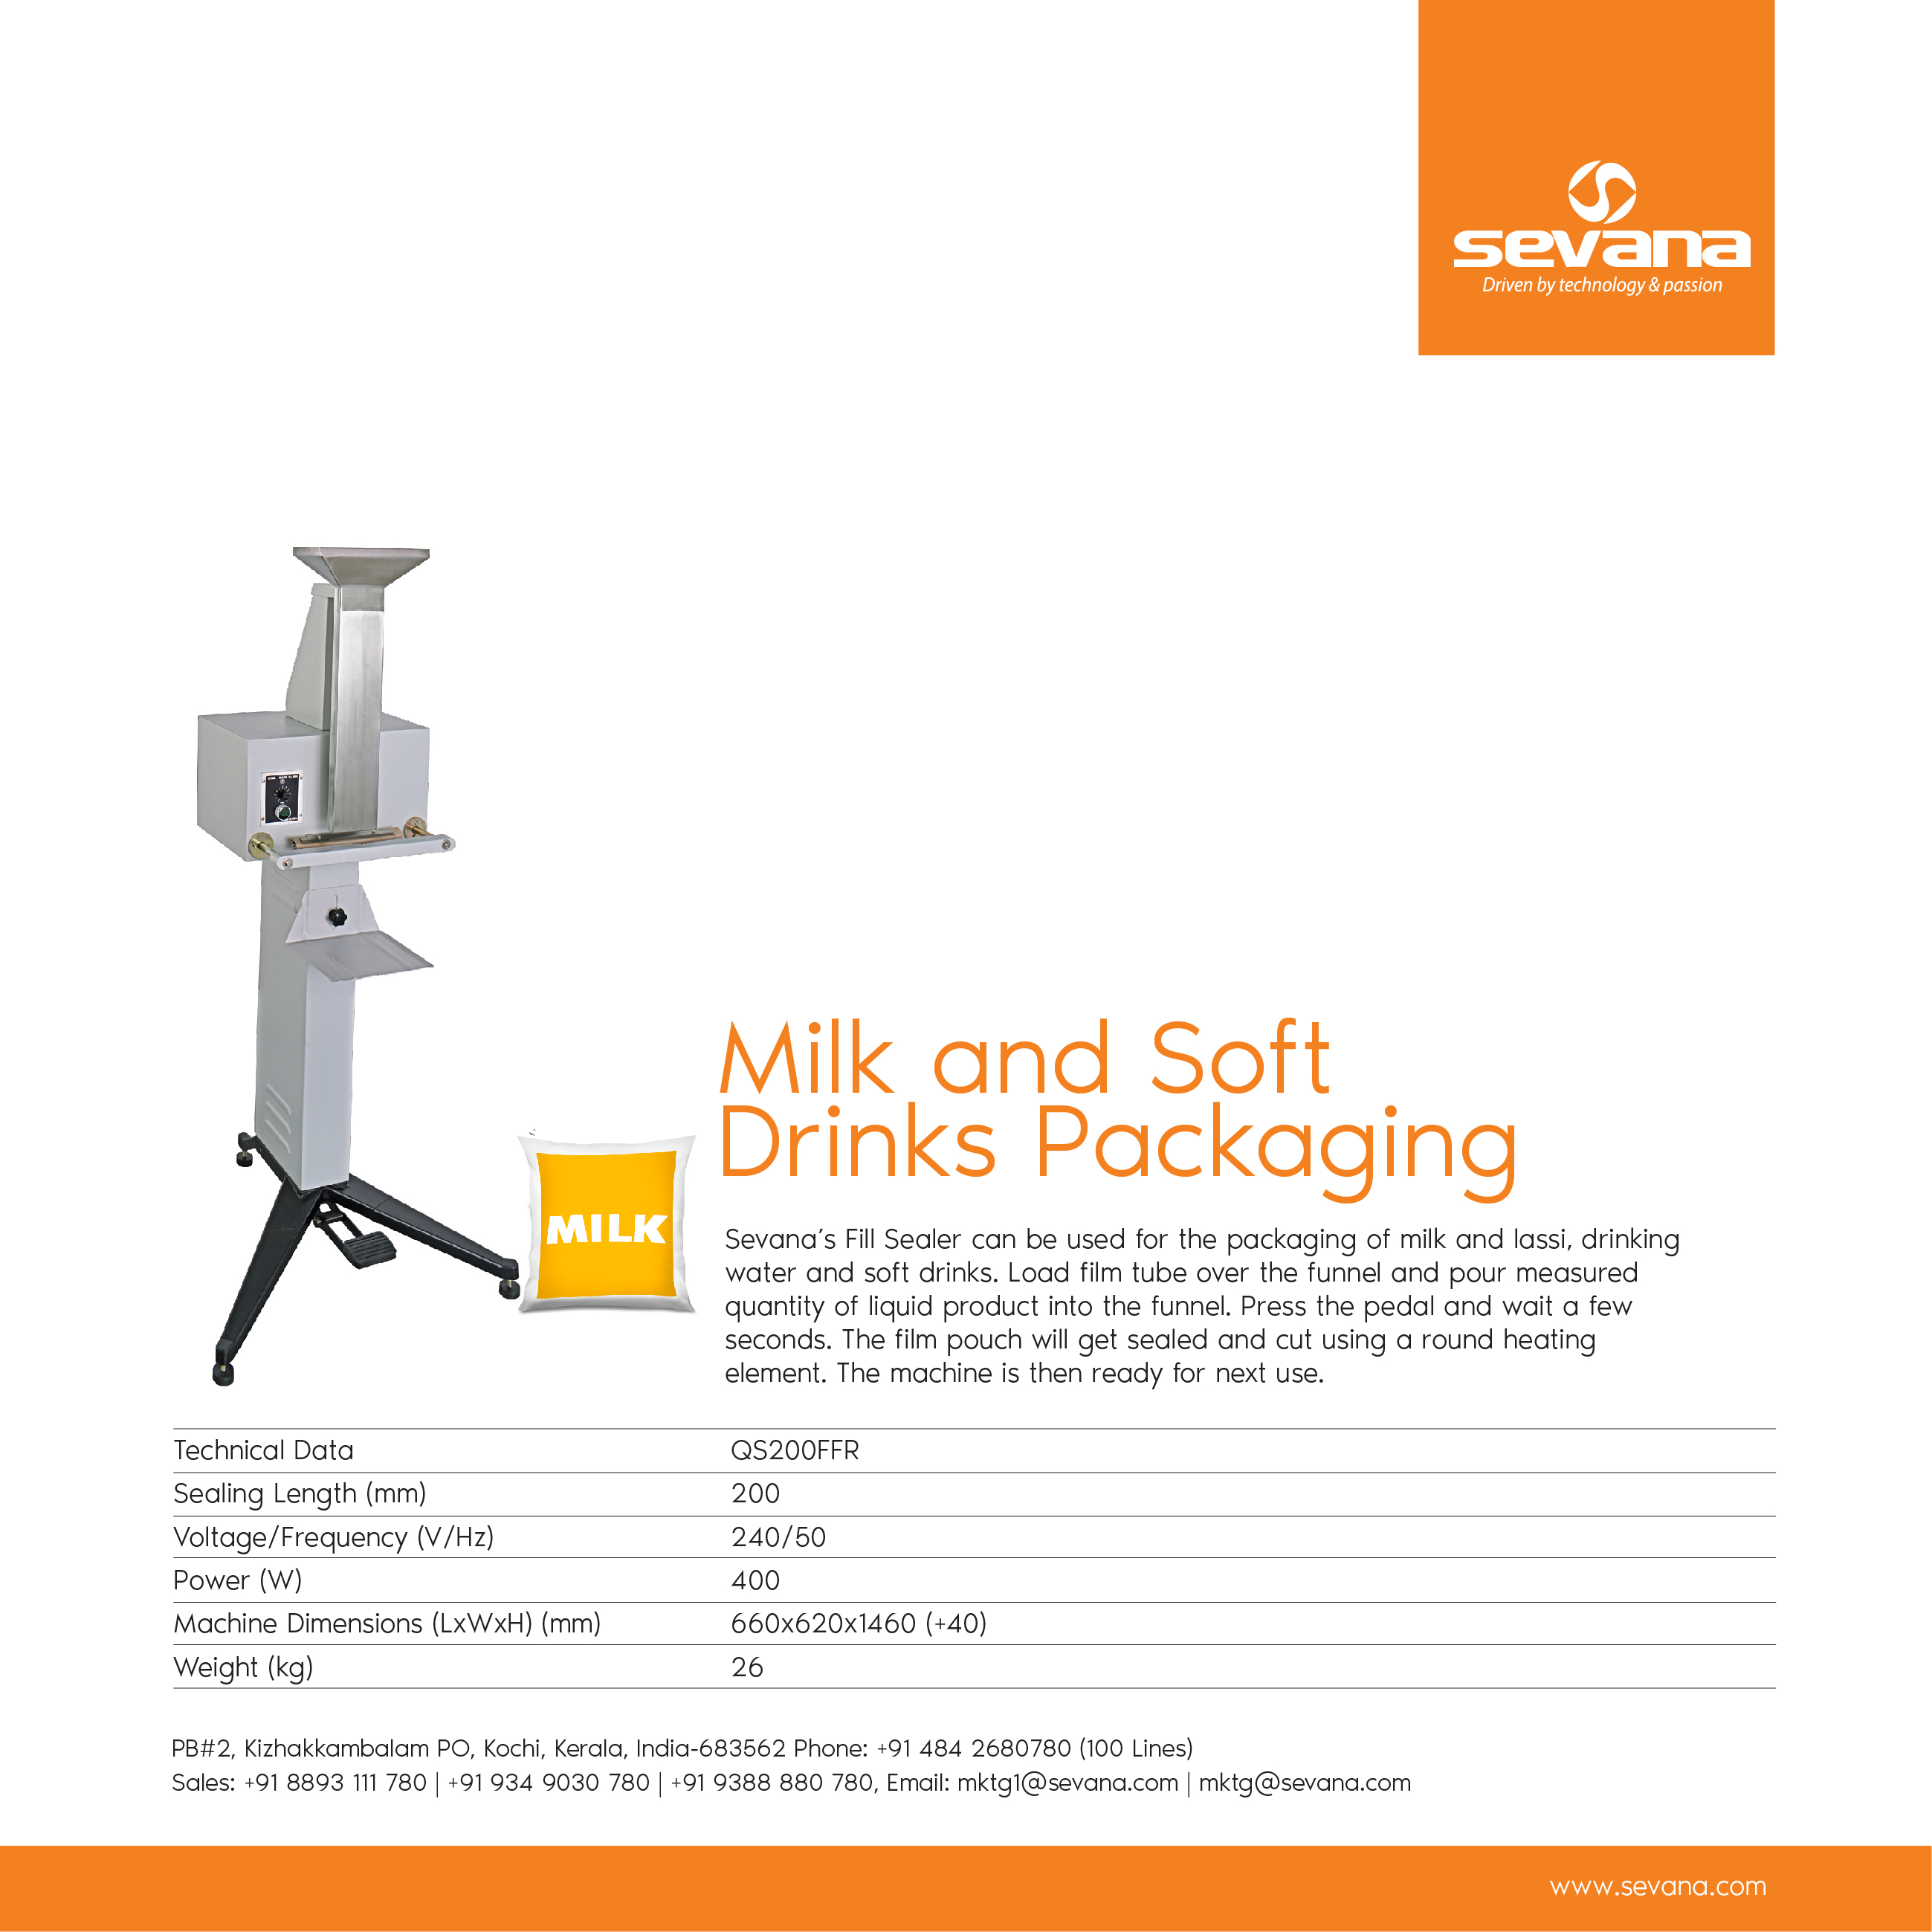 sevana
Driven by technology & passion
Milk and Soft
Drinks Packaging
MILK
Sevana's Fill Sealer can be used for the packaging of milk and lassi, drinking
water and soft drinks. Load film tube over the funnel and pour measured
quantity of liquid product into the funnel. Press the pedal and wait a few
seconds. The film pouch will get sealed and cut using a round heating
element. The machine is then ready for next use.
Technical Data QS200FFR
Sealing Length (mm) 200
Voltage/Frequency (V/Hz) 240/50
Power (W) 400
Machine Dimensions (LxWxH) (mm) 660x620x1460 (+40)
Weight (kg) 26
PB#2, Kizhakkambalam PO, Kochi, Kerala, India-683562 Phone: +91 484 2680780 (100 Lines)
Sales: +91 8893 111 780 | +91 934 9030 780 | +91 9388 880 780, Email: mktg1@sevana.com | mktg@sevana.com
www.sevana.com